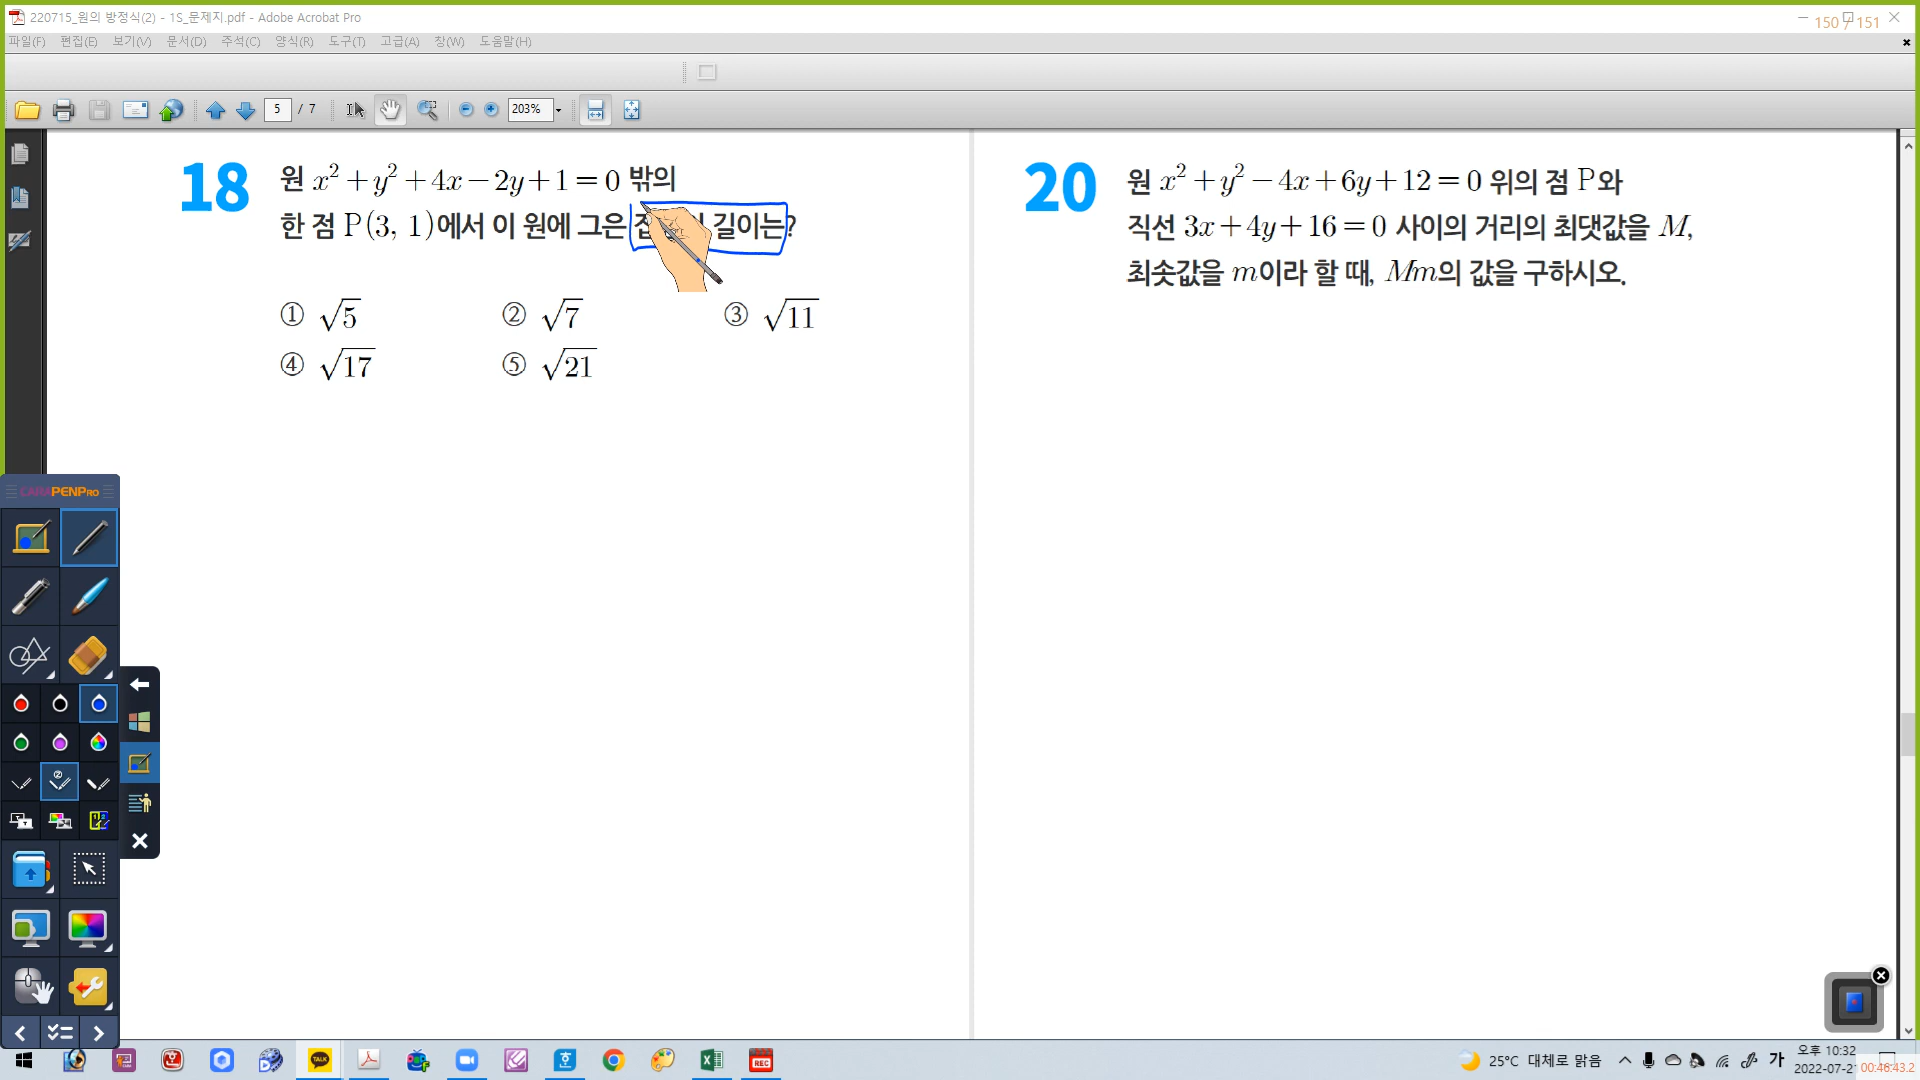 220715_원의 방정식(2) - 1S_문제지.pdf - Adobe Acrobat Pro
150 / 151
파일(F) 편집(E) 보기(V) 문서(D) 주석(C) 양식(R) 도구(T) 고급(A) 창(W) 도움말(H)
5 / 7 203%
18 원 x² + y² + 4x − 2y + 1 = 0 밖의
한 점 P(3, 1)에서 이 원에 그은 길이는?
① √5 ② √7 ③ √11
④ √17 ⑤ √21
20 원 x² + y² − 4x + 6y + 12 = 0 위의 점 P와
직선 3x + 4y + 16 = 0 사이의 거리의 최댓값을 M,
최솟값을 m이라 할 때, Mm의 값을 구하시오.
CARAPENPRO
②
TALK
REC
25°C 대체로 맑음
가
오후 10:32
00:46:43.2